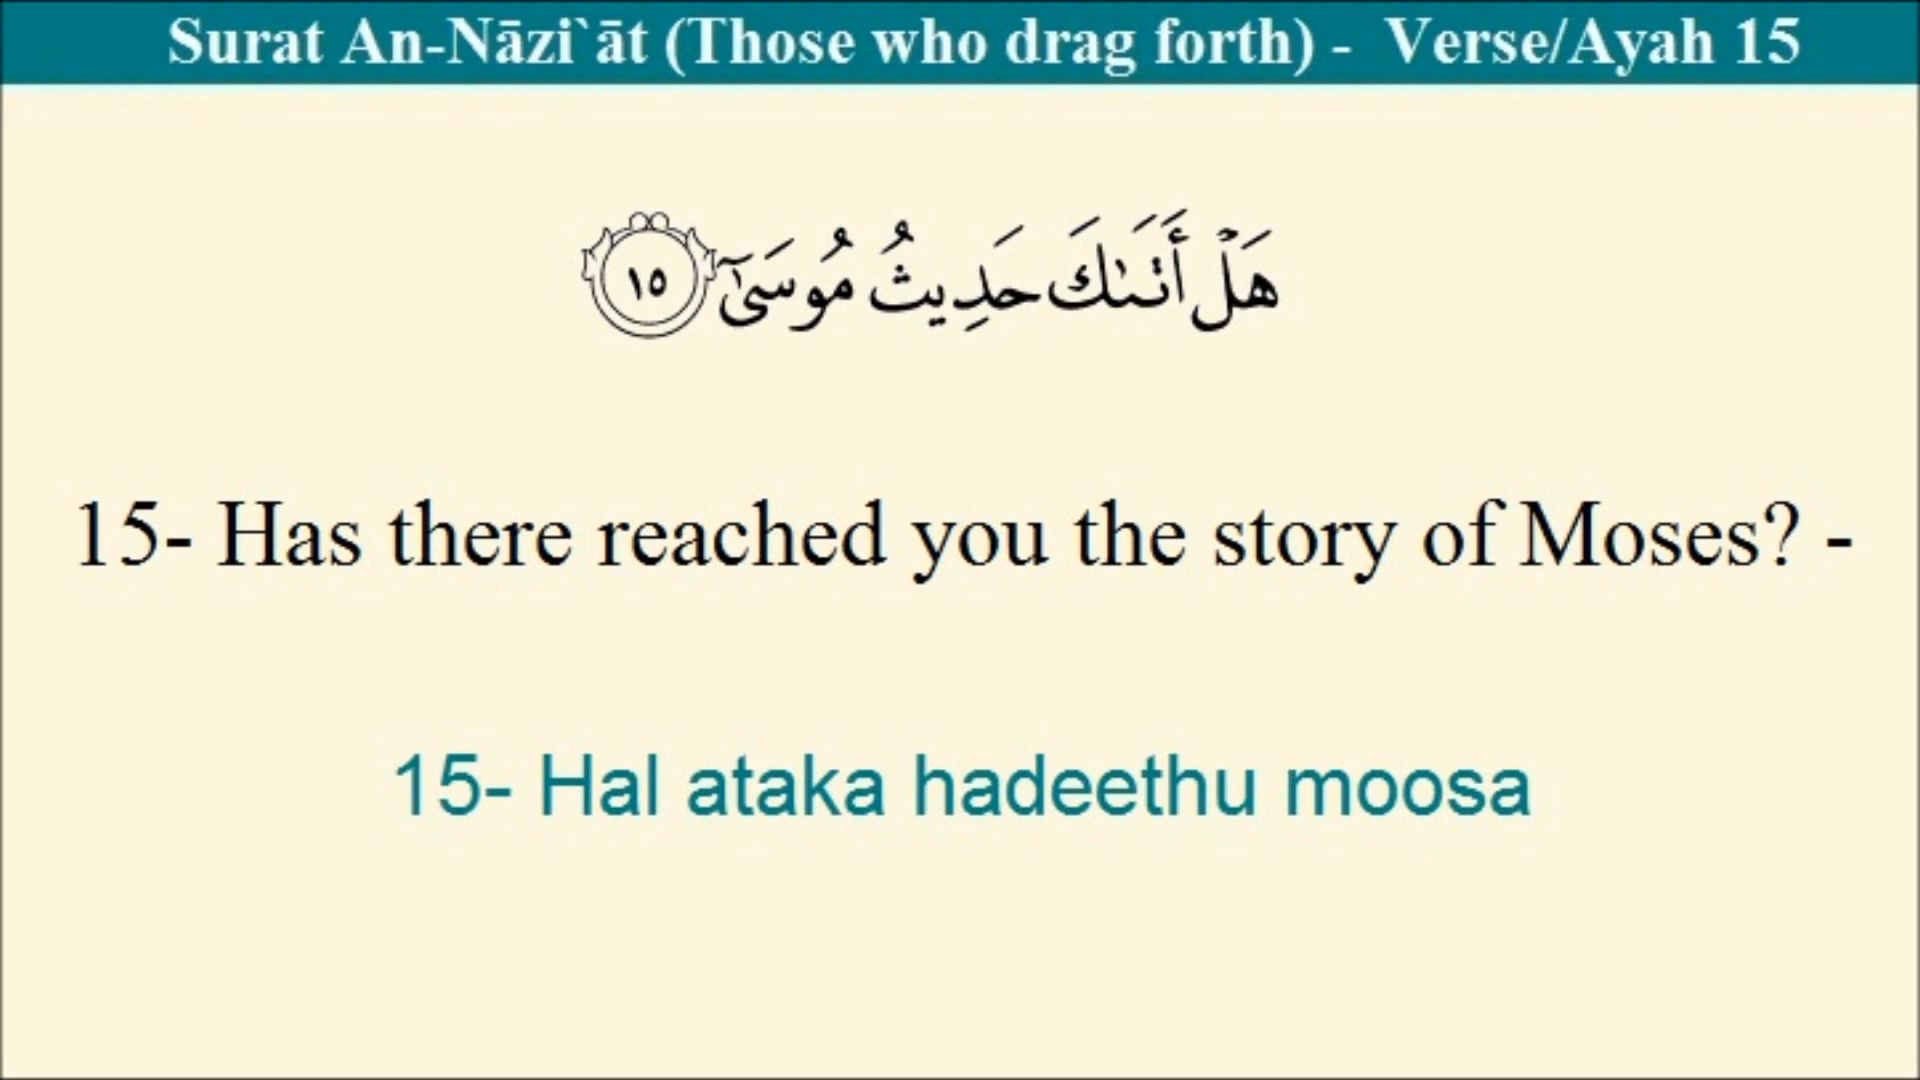 Surat An-Nāzi`āt (Those who drag forth) - Verse/Ayah 15
هَلْ أَتَىٰكَ حَدِيثُ مُوسَىٰٓ ١٥
15- Has there reached you the story of Moses? -
15- Hal ataka hadeethu moosa